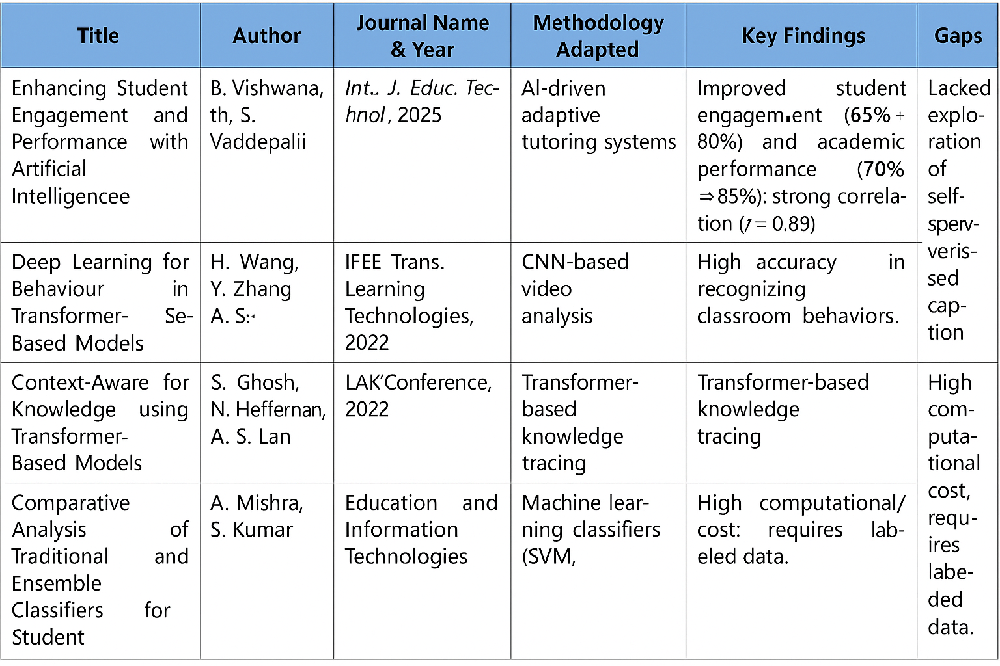 Title
Author
Journal Name
& Year
Methodology
Adapted
Key Findings
Gaps
Enhancing Student
Engagement and
Performance with
Artificial
Intelligencee
B. Vishwana,
th, S.
Vaddepalii
Int.. J. Educ. Tec-
hnol, 2025
AI-driven
adaptive
tutoring systems
Improved student
engagem.ent (65% +
80%) and academic
performance (70%
⇒ 85%): strong correla-
tion (r = 0.89)
Lacked
explo-
ration
of
self-
sperv-
veris-
sed
cap-
tion
Deep Learning for
Behaviour in
Transformer- Se-
Based Models
H. Wang,
Y. Zhang
A. S:·
IFEE Trans.
Learning
Technologies,
2022
CNN-based
video
analysis
High accuracy in
recognizing
classroom behaviors.
Context-Aware for
Knowledge using
Transformer-
Based Models
S. Ghosh,
N. Heffernan,
A. S. Lan
LAK'Conference,
2022
Transformer-
based
knowledge
tracing
Transformer-based
knowledge
tracing
High
com-
puta-
tional
cost,
requ-
ires
labe-
ded
data.
Comparative
Analysis of
Traditional and
Ensemble
Classifiers for
Student
A. Mishra,
S. Kumar
Education and
Information
Technologies
Machine lear-
ning classifiers
(SVM,
High computational/
cost: requires lab-
eled data.